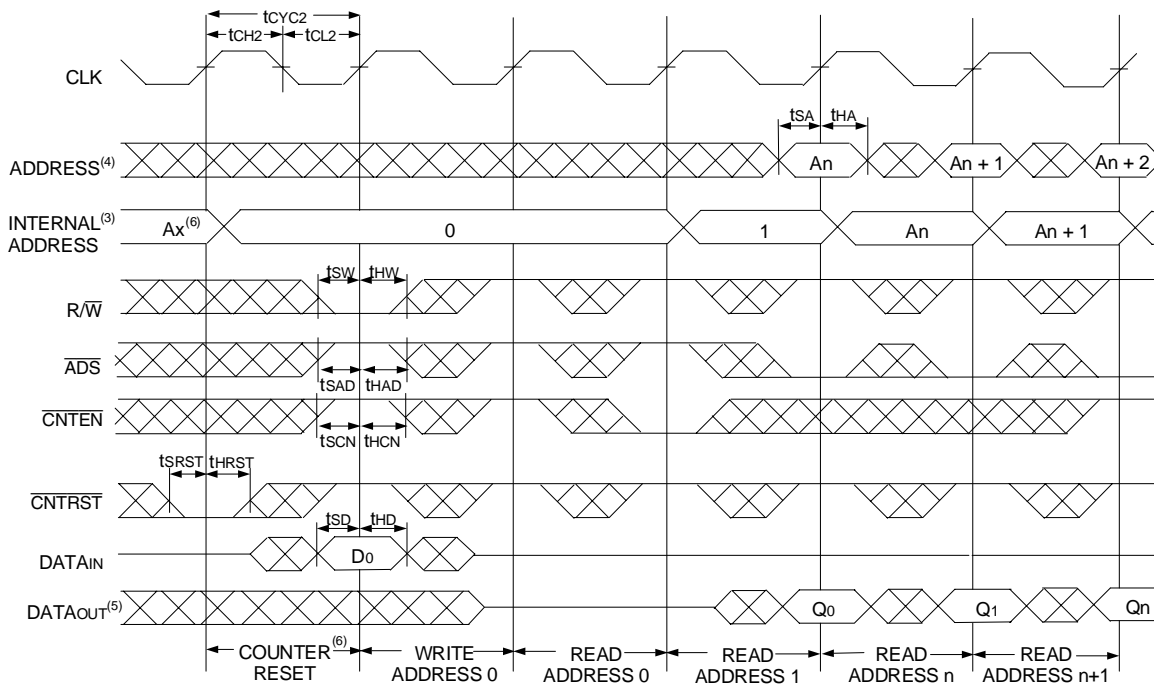 tCYC2
tCH2 tCL2
CLK
tSA tHA
ADDRESS(4) An An + 1 An + 2
INTERNAL(3) ADDRESS Ax(6) 0 1 An An + 1
tSW tHW
R/W̅
A̅D̅S̅
tSAD tHAD
C̅N̅T̅E̅N̅
tSCN tHCN
tSRST tHRST
C̅N̅T̅R̅S̅T̅
tSD tHD
DATAIN D0
DATAOUT(5) Q0 Q1 Qn
COUNTER(6) WRITE READ READ READ READ
RESET ADDRESS 0 ADDRESS 0 ADDRESS 1 ADDRESS n ADDRESS n+1